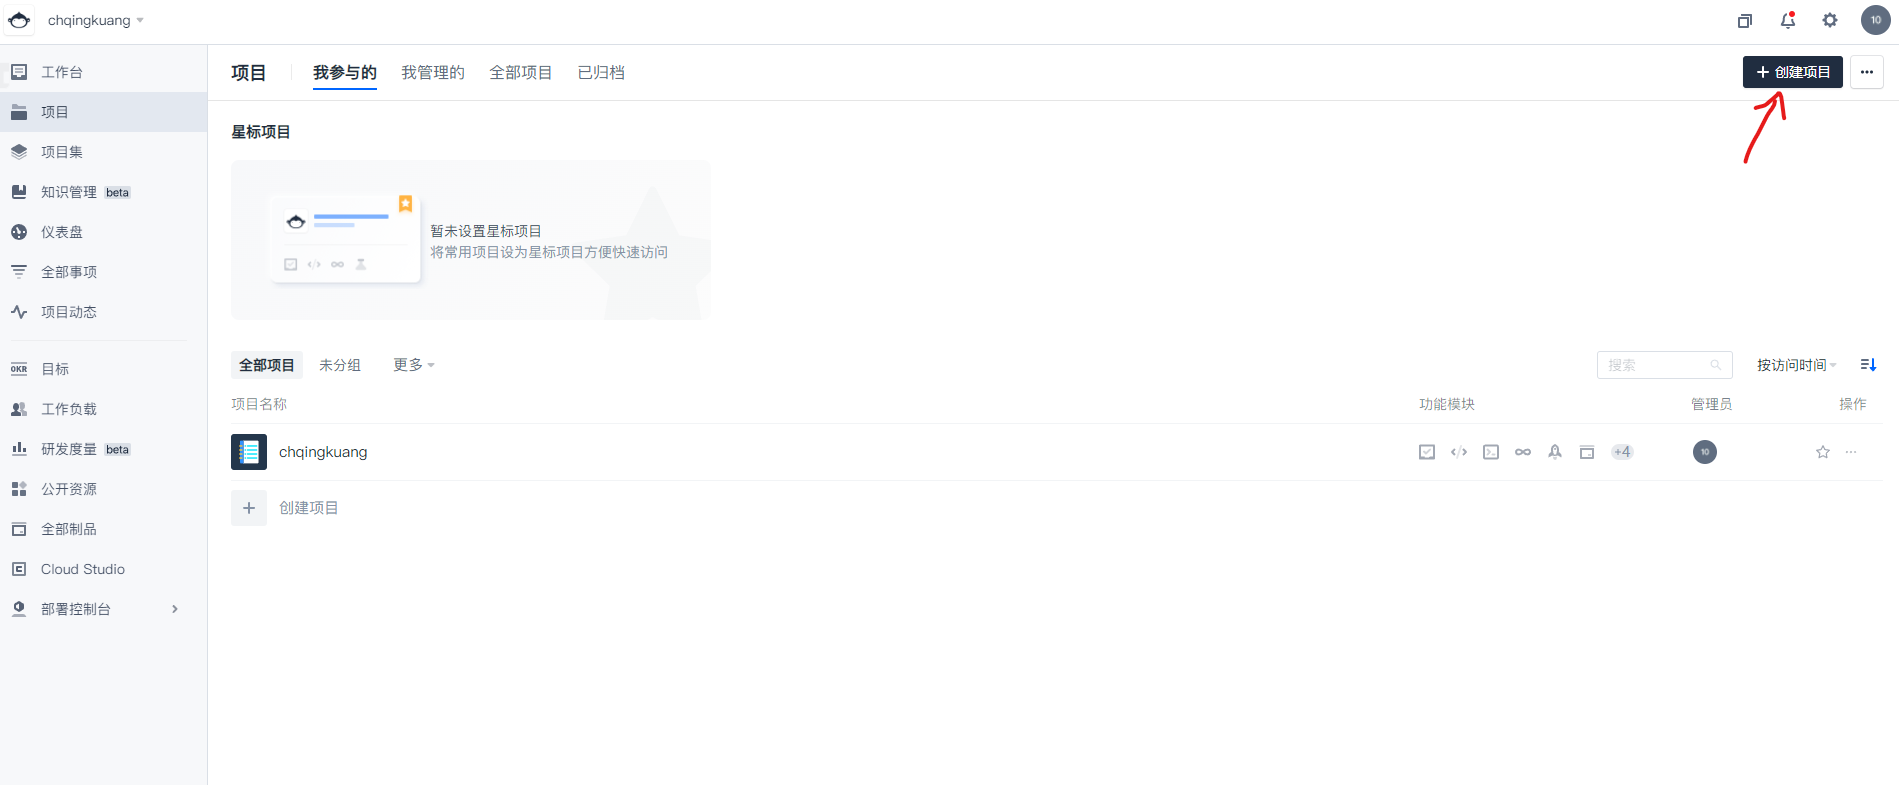 chqingkuang
10
工作台
项目
项目集
知识管理 beta
仪表盘
全部事项
项目动态
OKR 目标
工作负载
研发度量 beta
公开资源
全部制品
Cloud Studio
部署控制台
项目 我参与的 我管理的 全部项目 已归档
创建项目
星标项目
暂未设置星标项目
将常用项目设为星标项目方便快速访问
全部项目 未分组 更多
搜索 按访问时间
项目名称 功能模块 管理员 操作
chqingkuang +4 10
创建项目